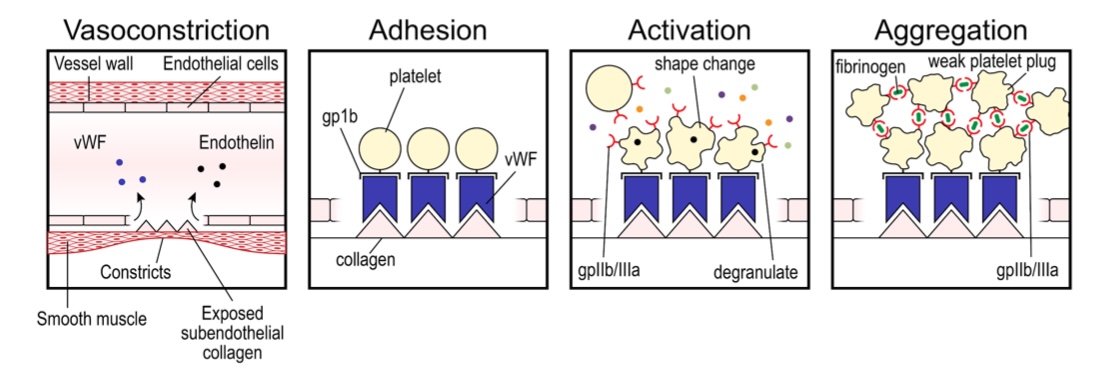 Vasoconstriction
Vessel wall
Endothelial cells
vWF
Endothelin
Constricts
Smooth muscle
Exposed
subendothelial
collagen
Adhesion
platelet
gp1b
vWF
collagen
Activation
shape change
gpIIb/IIIa
degranulate
Aggregation
fibrinogen
weak platelet plug
gpIIb/IIIa